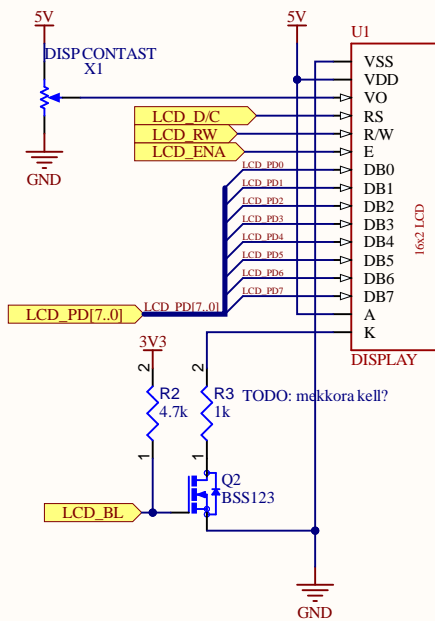 5V
5V
U1
DISP CONTAST
X1
VSS
VDD
VO
LCD_D/C
RS
LCD_RW
R/W
LCD_ENA
E
GND
LCD_PD0
DB0
LCD_PD1
DB1
LCD_PD2
DB2
LCD_PD3
DB3
LCD_PD4
DB4
LCD_PD5
DB5
LCD_PD6
DB6
LCD_PD7
DB7
16x2 LCD
LCD_PD[7..0]
LCD_PD[7..0]
A
K
3V3
DISPLAY
2
2
R2
4.7k
R3
1k
TODO: mekkora kell?
1
1
Q2
BSS123
LCD_BL
GND